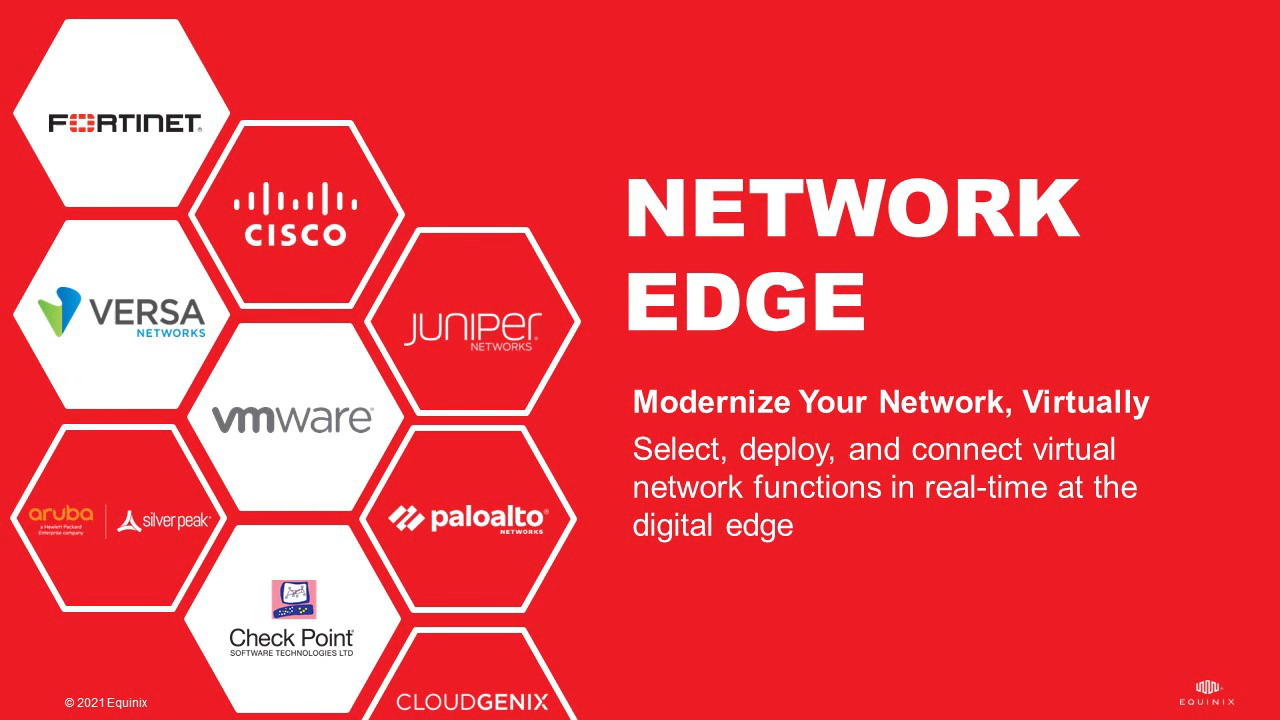 FORTINET®
CISCO
VERSA
NETWORKS
JUNIPER®
NETWORKS
vmware®
aruba
a Hewlett Packard
Enterprise company
silver peak™
paloalto®
NETWORKS
Check Point®
SOFTWARE TECHNOLOGIES LTD
CLOUDGENIX
NETWORK
EDGE
Modernize Your Network, Virtually
Select, deploy, and connect virtual
network functions in real-time at the
digital edge
© 2021 Equinix
EQUINIX